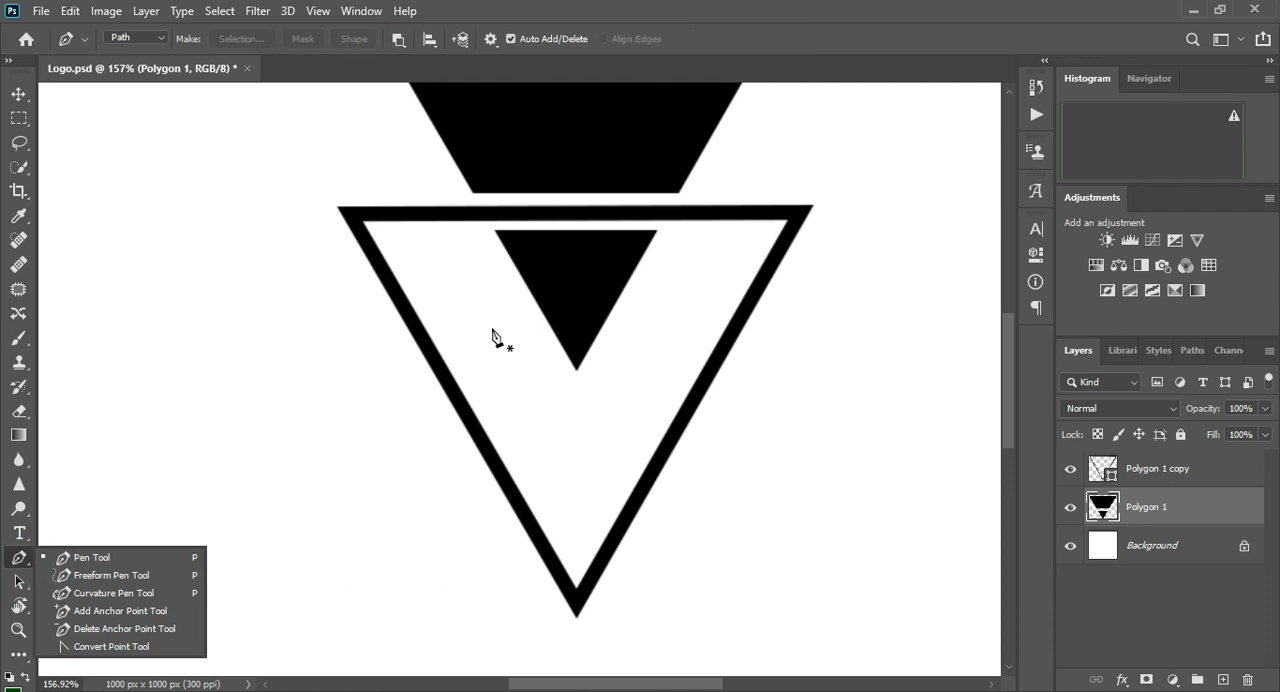 Ps File Edit Image Layer Type Select Filter 3D View Window Help
Path Make: Selection... Mask Shape Auto Add/Delete Align Edges
Logo.psd @ 157% (Polygon 1, RGB/8) *
Histogram Navigator
Adjustments
Add an adjustment
Layers Librari Styles Paths Chann
Kind
Normal Opacity: 100%
Lock: Fill: 100%
Polygon 1 copy
Polygon 1
Background
Pen Tool P
Freeform Pen Tool P
Curvature Pen Tool P
Add Anchor Point Tool
Delete Anchor Point Tool
Convert Point Tool
156.92% 1000 px x 1000 px (300 ppi)